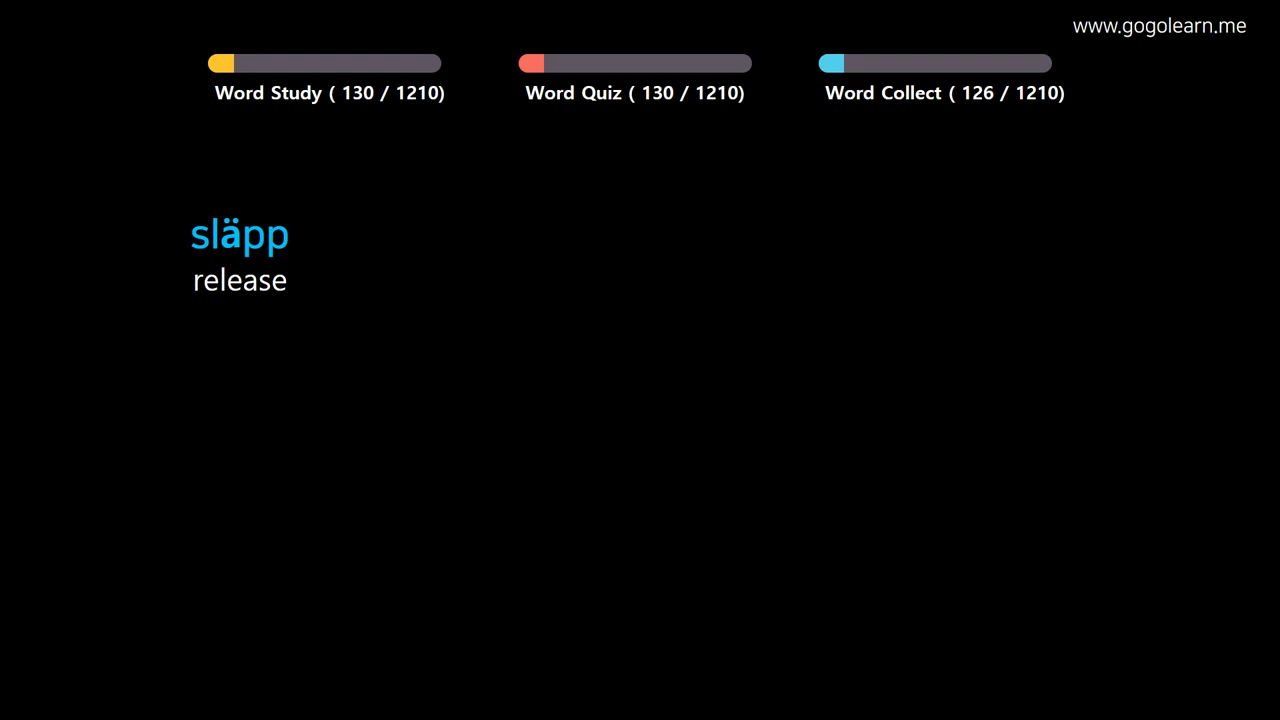 www.gogolearn.me
Word Study ( 130 / 1210)
Word Quiz ( 130 / 1210)
Word Collect ( 126 / 1210)
släpp
release